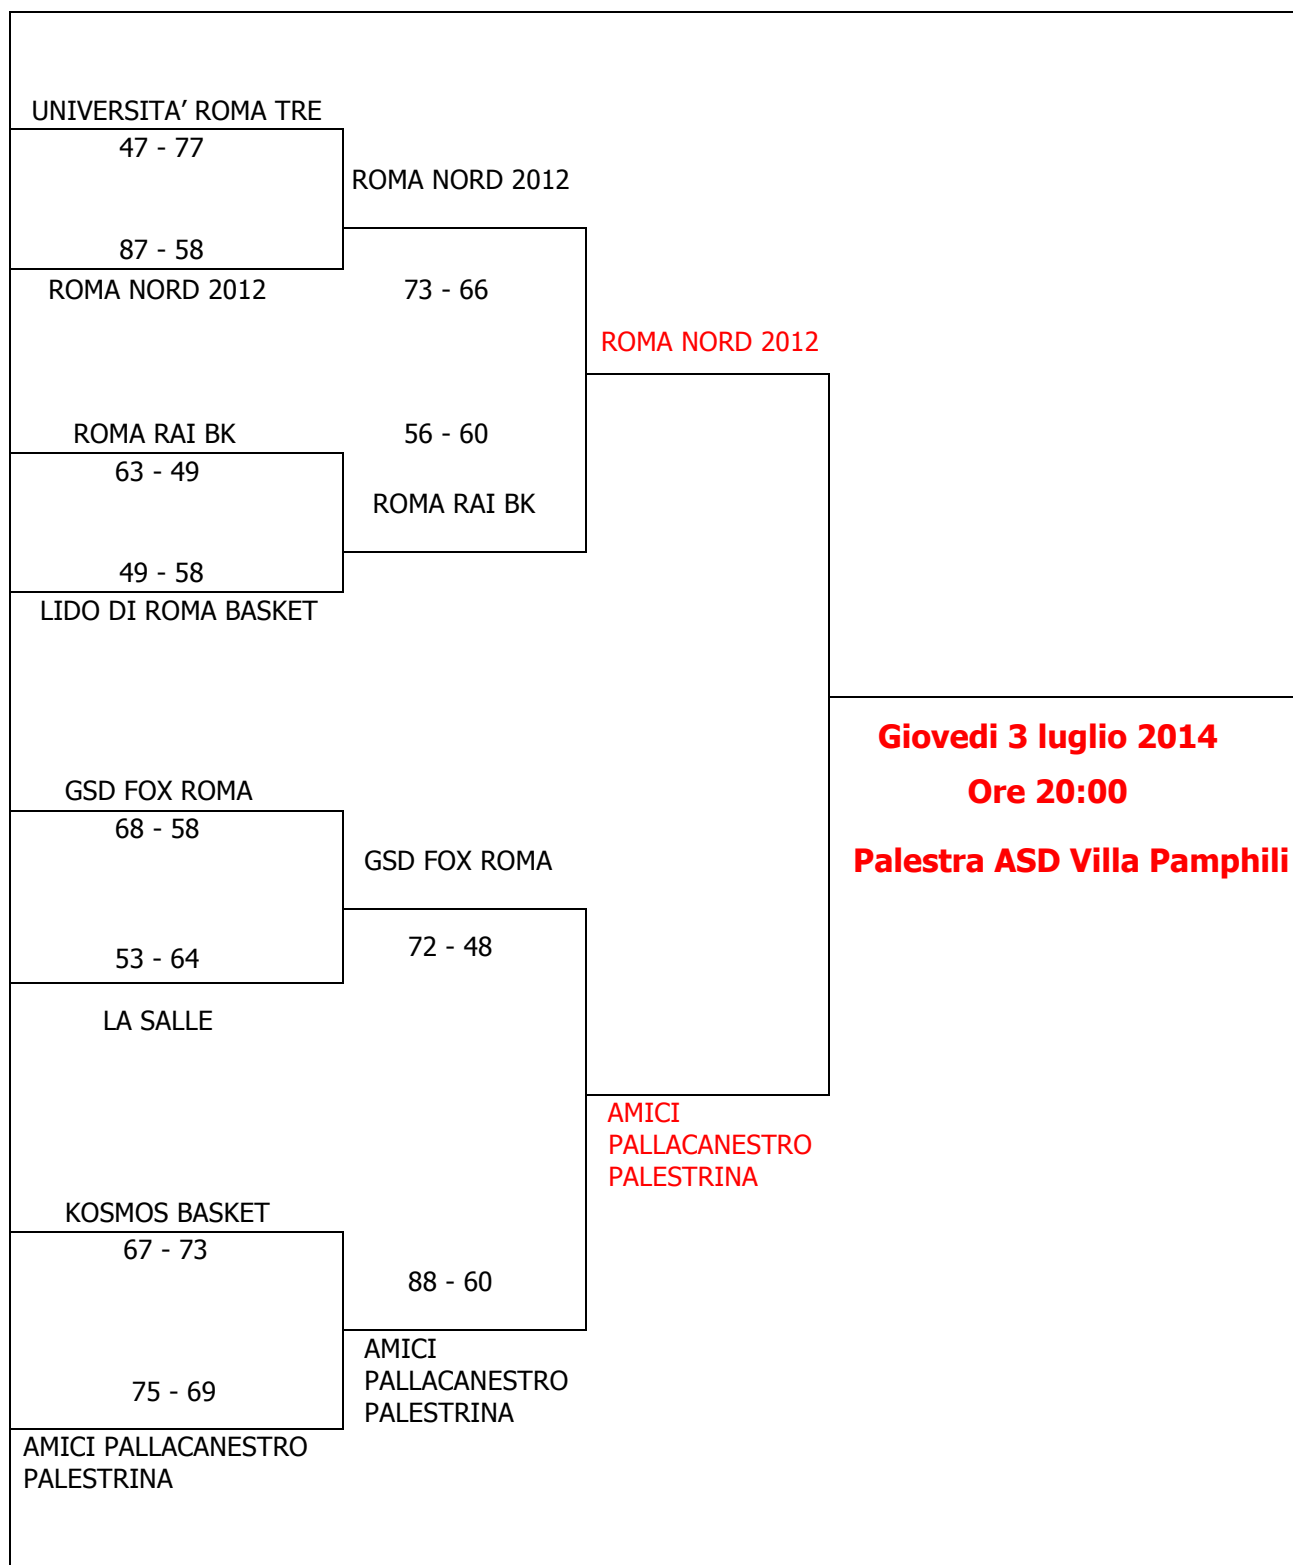 UNIVERSITA’ ROMA TRE
47 - 77
ROMA NORD 2012
87 - 58
ROMA NORD 2012
73 - 66
ROMA NORD 2012
ROMA RAI BK
56 - 60
63 - 49
ROMA RAI BK
49 - 58
LIDO DI ROMA BASKET
Giovedi 3 luglio 2014
GSD FOX ROMA
Ore 20:00
68 - 58
GSD FOX ROMA
Palestra ASD Villa Pamphili
72 - 48
53 - 64
LA SALLE
AMICI
PALLACANESTRO
PALESTRINA
KOSMOS BASKET
67 - 73
88 - 60
AMICI
PALLACANESTRO
PALESTRINA
75 - 69
AMICI PALLACANESTRO
PALESTRINA